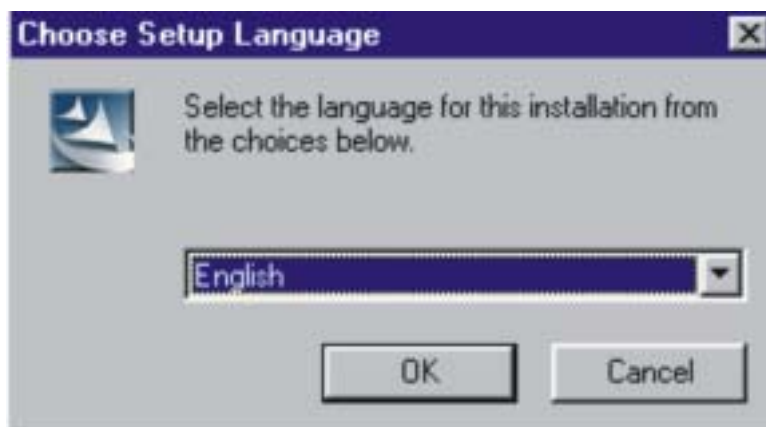 Choose Setup Language
Select the language for this installation from
the choices below.
English
OK
Cancel